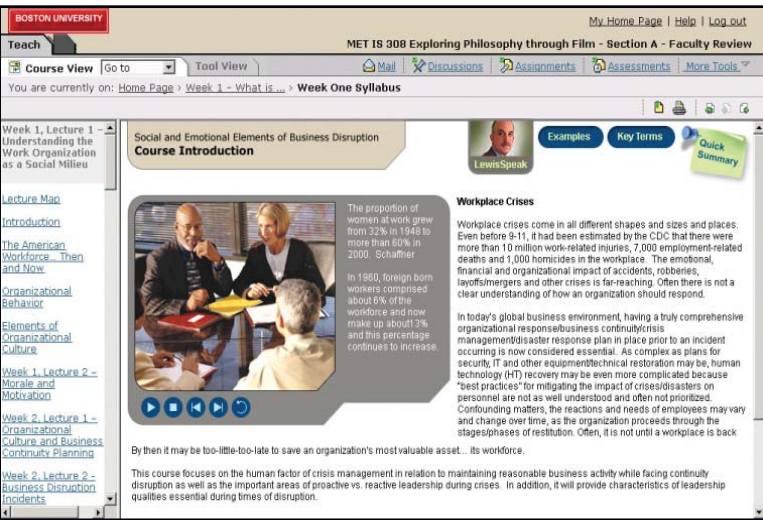 BOSTON UNIVERSITY
My Home Page | Help | Log out
Teach
MET IS 308 Exploring Philosophy through Film - Section A - Faculty Review
Course View
Go to
Tool View
Mail
Discussions
Assignments
Assessments
More Tools
You are currently on: Home Page › Week 1 - What is ... › Week One Syllabus
Week 1, Lecture 1 -
Understanding the
Work Organization
as a Social Milieu
Lecture Map
Introduction
The American
Workforce... Then
and Now
Organizational
Behavior
Elements of
Organizational
Culture
Week 1, Lecture 2 -
Morale and
Motivation
Week 2, Lecture 1 -
Organizational
Culture and Business
Continuity Planning
Week 2, Lecture 2 -
Business Disruption
Incidents
Social and Emotional Elements of Business Disruption
Course Introduction
LewisSpeak
Examples
Key Terms
Quick
Summary
The proportion of
women at work grew
from 32% in 1948 to
more than 60% in
2000. Schaffner
In 1960, foreign born
workers comprised
about 6% of the
workforce and now
make up about13%
and this percentage
continues to increase.
Workplace Crises
Workplace crises come in all different shapes and sizes and places.
Even before 9-11, it had been estimated by the CDC that there were
more than 10 million work-related injuries, 7,000 employment-related
deaths and 1,000 homicides in the workplace. The emotional,
financial and organizational impact of accidents, robberies,
layoffs/mergers and other crises is far-reaching. Often there is not a
clear understanding of how an organization should respond.
In today's global business environment, having a truly comprehensive
organizational response/business continuity/crisis
management/disaster response plan in place prior to an incident
occurring is now considered essential. As complex as plans for
security, IT and other equipment/technical restoration may be, human
technology (HT) recovery may be even more complicated because
"best practices" for mitigating the impact of crises/disasters on
personnel are not as well understood and often not prioritized.
Confounding matters, the reactions and needs of employees may vary
and change over time, as the organization proceeds through the
stages/phases of restitution. Often, it is not until a workplace is back
By then it may be too-little-too-late to save an organization's most valuable asset... its workforce.
This course focuses on the human factor of crisis management in relation to maintaining reasonable business activity while facing continuity
disruption as well as the important areas of proactive vs. reactive leadership during crises. In addition, it will provide characteristics of leadership
qualities essential during times of disruption.